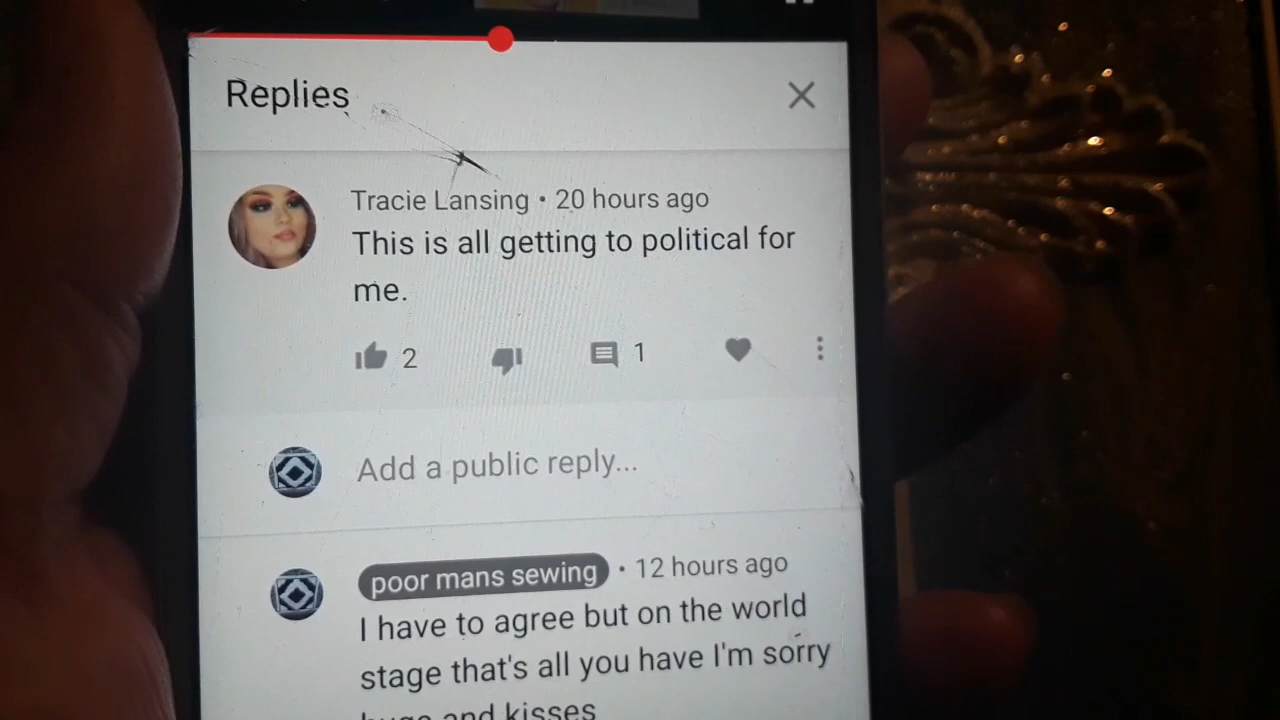 Replies
Tracie Lansing • 20 hours ago
This is all getting to political for
me.
2
1
Add a public reply...
poor mans sewing • 12 hours ago
I have to agree but on the world
stage that's all you have I'm sorry
hugs and kisses